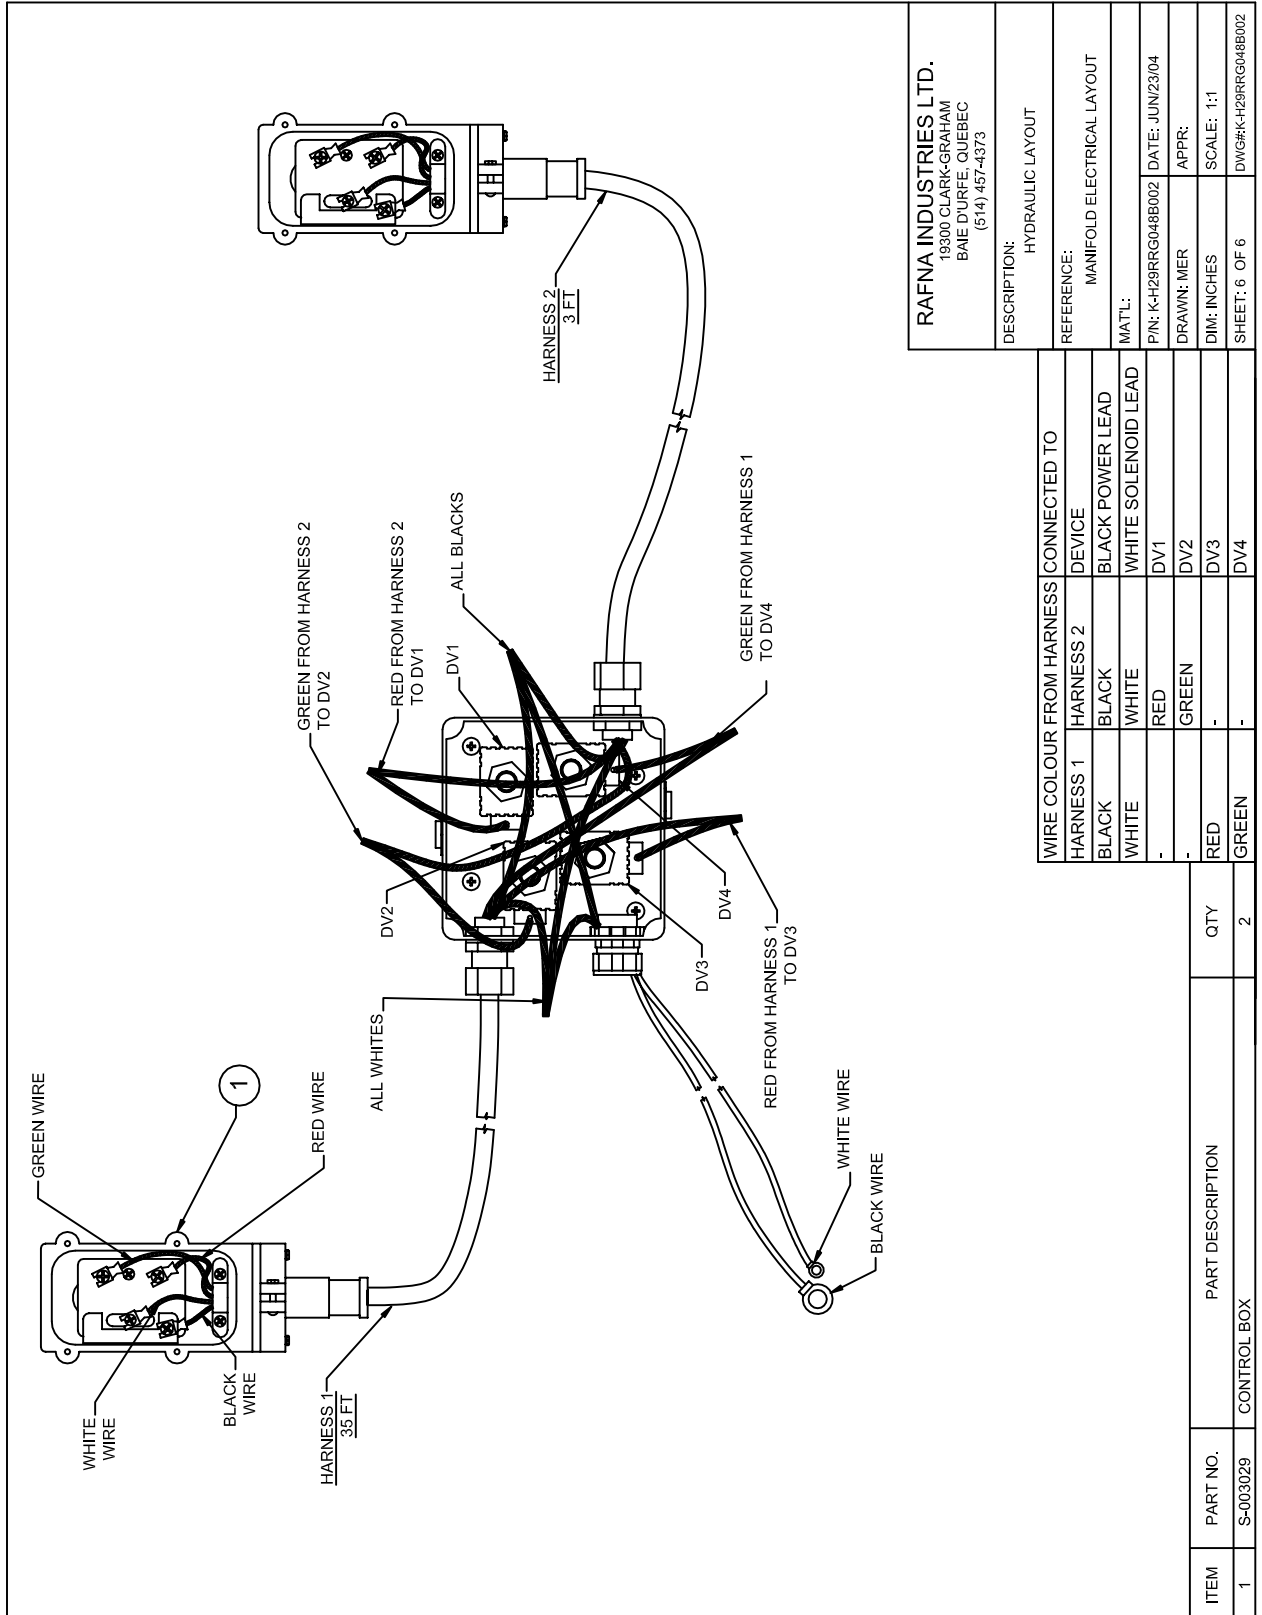 GREEN WIRE
1
RED WIRE
WHITE
WIRE
BLACK
WIRE
HARNESS 1
35 FT
ALL WHITES
GREEN FROM HARNESS 2
TO DV2
RED FROM HARNESS 2
TO DV1
DV1
ALL BLACKS
HARNESS 2
3 FT
DV2
DV3
DV4
GREEN FROM HARNESS 1
TO DV4
RED FROM HARNESS 1
TO DV3
WHITE WIRE
BLACK WIRE
RAFNA INDUSTRIES LTD.
19300 CLARK-GRAHAM
BAIE D'URFE, QUEBEC
(514) 457-4373
DESCRIPTION:
HYDRAULIC LAYOUT
REFERENCE:
MANIFOLD ELECTRICAL LAYOUT
MAT'L:
P/N: K-H29RRG048B002 DATE: JUN/23/04
DRAWN: MER APPR:
DIM: INCHES SCALE: 1:1
SHEET: 6 OF 6 DWG#:K-H29RRG048B002
WIRE COLOUR FROM HARNESS CONNECTED TO
HARNESS 1 HARNESS 2 DEVICE
BLACK BLACK BLACK POWER LEAD
WHITE WHITE WHITE SOLENOID LEAD
- RED DV1
- GREEN DV2
RED - DV3
GREEN - DV4
ITEM PART NO. PART DESCRIPTION QTY
1 S-003029 CONTROL BOX 2